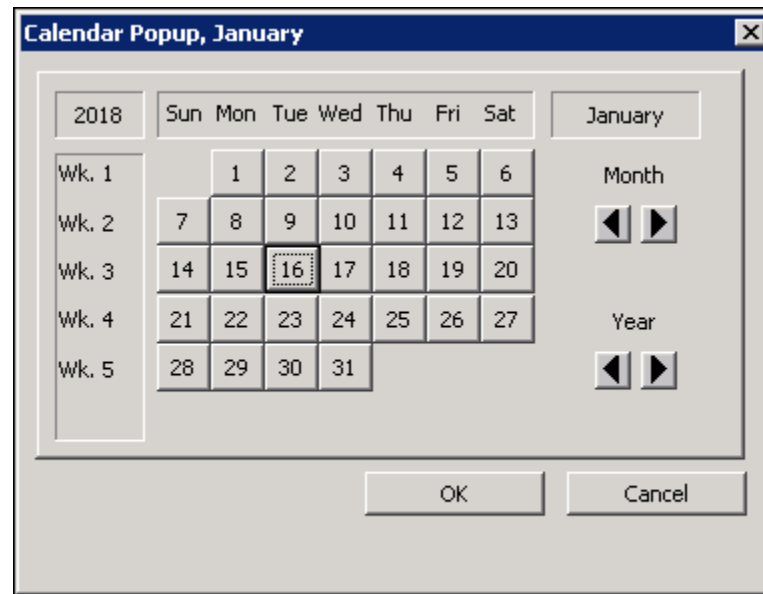 Calendar Popup, January
2018 Sun Mon Tue Wed Thu Fri Sat January
Wk. 1 1 2 3 4 5 6 Month
Wk. 2 7 8 9 10 11 12 13
Wk. 3 14 15 16 17 18 19 20
Wk. 4 21 22 23 24 25 26 27 Year
Wk. 5 28 29 30 31
OK Cancel